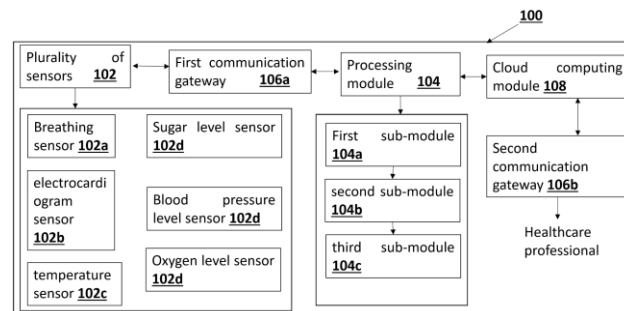 100
Plurality of
sensors 102
First communication
gateway 106a
Processing
module 104
Cloud computing
module 108
Breathing
sensor 102a
Sugar level sensor
102d
electrocardi
ogram
sensor
102b
Blood pressure
level sensor 102d
temperature
sensor 102c
Oxygen level sensor
102d
First sub-module
104a
second sub-module
104b
third sub-module
104c
Second
communication
gateway 106b
Healthcare
professional